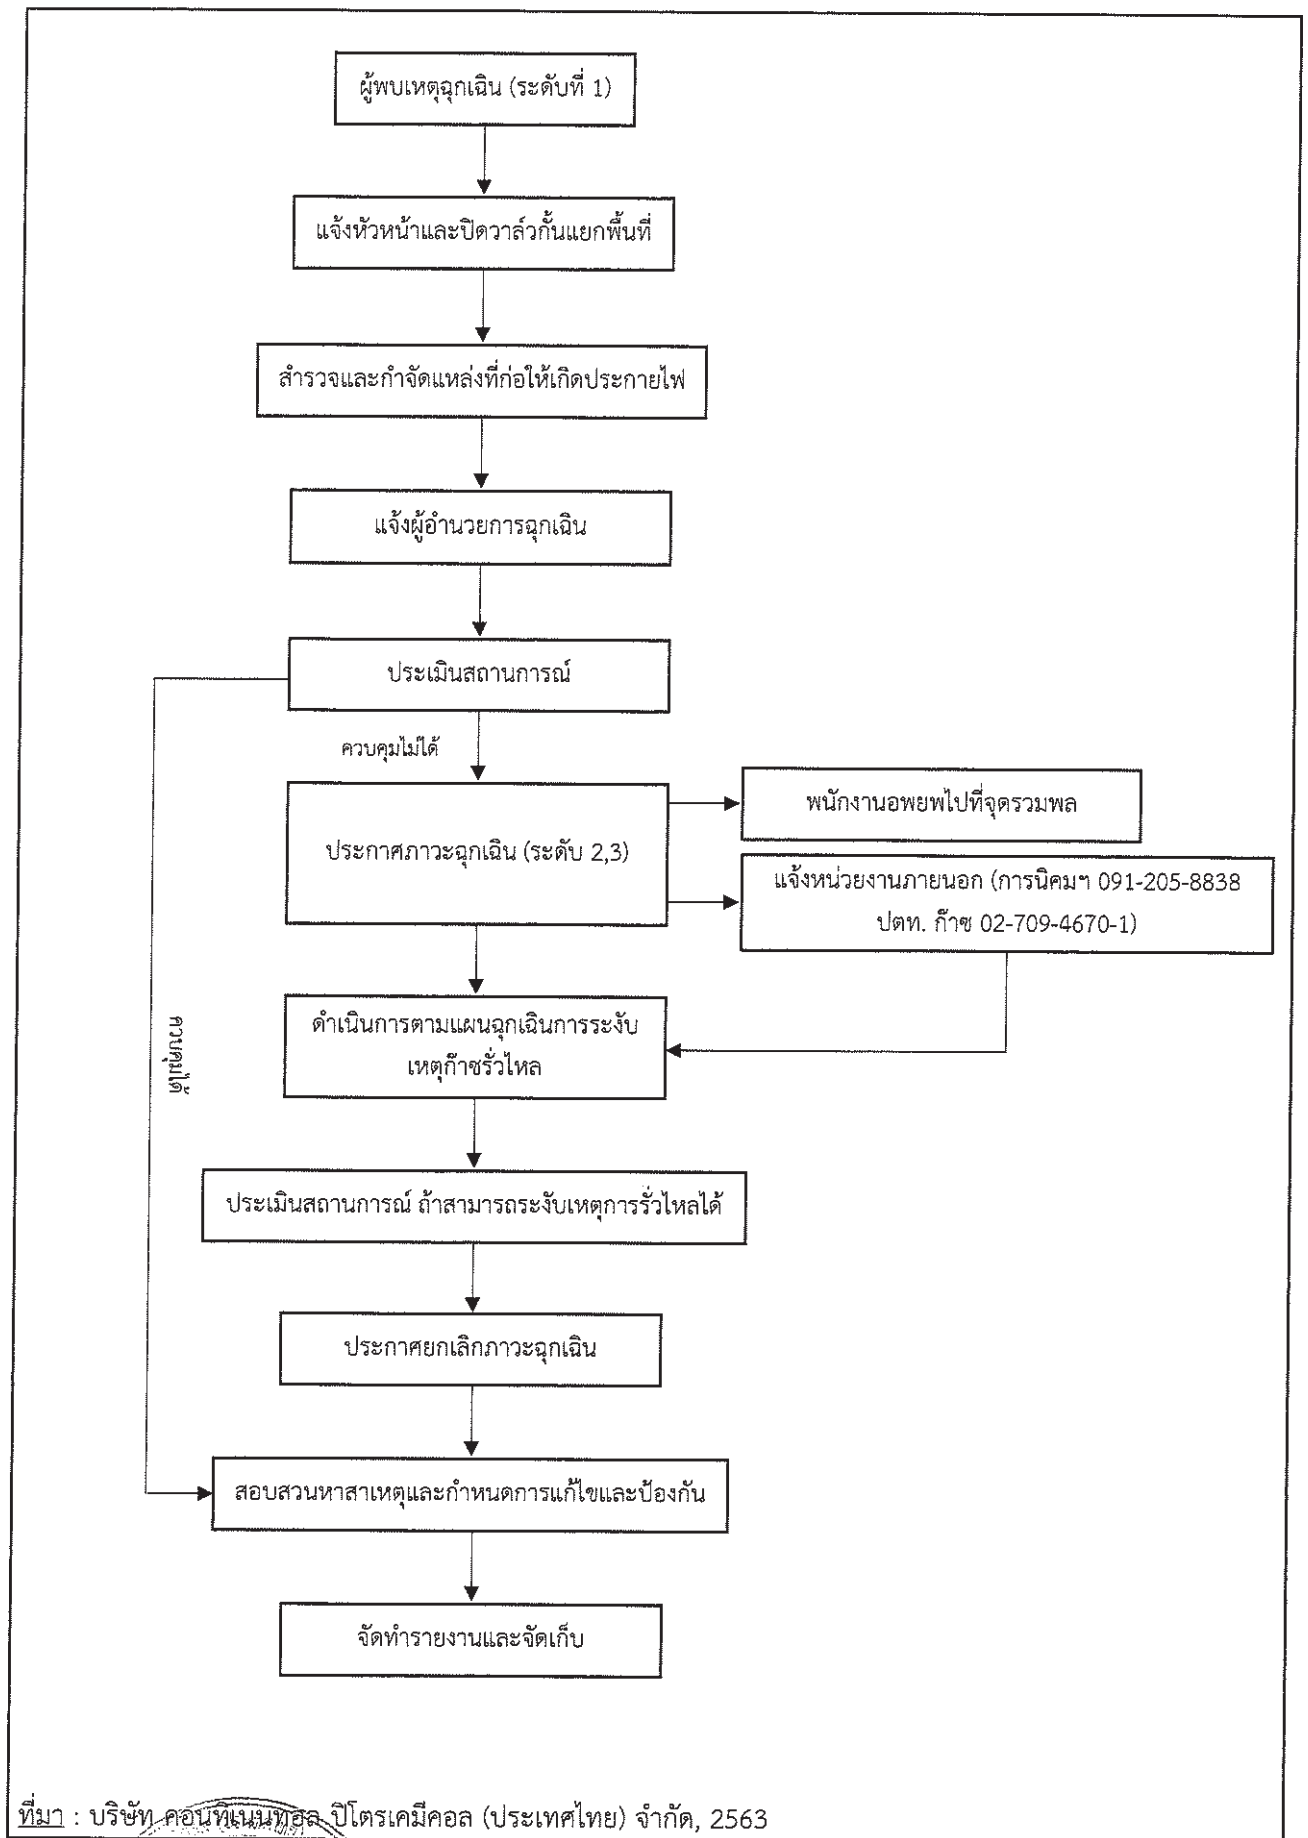 ผู้พบเหตุฉุกเฉิน (ระดับที่ 1)
แจ้งหัวหน้าและปิดวาล์วกั้นแยกพื้นที่
สำรวจและกำจัดแหล่งที่ก่อให้เกิดประกายไฟ
แจ้งผู้อำนวยการฉุกเฉิน
ประเมินสถานการณ์
ควบคุมไม่ได้
ประกาศภาวะฉุกเฉิน (ระดับ 2,3)
พนักงานอพยพไปที่จุดรวมพล
แจ้งหน่วยงานภายนอก (การนิคมฯ 091-205-8838
ปตท. ก๊าซ 02-709-4670-1)
ควบคุมได้
ดำเนินการตามแผนฉุกเฉินการระงับ
เหตุก๊าซรั่วไหล
ประเมินสถานการณ์ ถ้าสามารถระงับเหตุการรั่วไหลได้
ประกาศยกเลิกภาวะฉุกเฉิน
สอบสวนหาสาเหตุและกำหนดการแก้ไขและป้องกัน
จัดทำรายงานและจัดเก็บ
ที่มา : บริษัท คอนทิเนนทอล ปิโตรเคมีคอล (ประเทศไทย) จำกัด, 2563